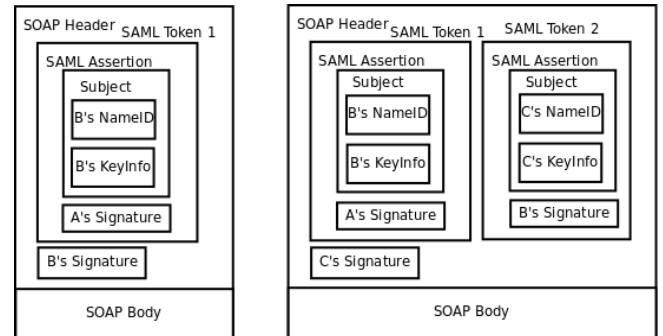 SOAP Header
SAML Token 1
SAML Assertion
Subject
B's NameID
B's KeyInfo
A's Signature
B's Signature
SOAP Body
SOAP Header
SAML Token 1
SAML Token 2
SAML Assertion
Subject
B's NameID
B's KeyInfo
A's Signature
SAML Assertion
Subject
C's NameID
C's KeyInfo
B's Signature
C's Signature
SOAP Body